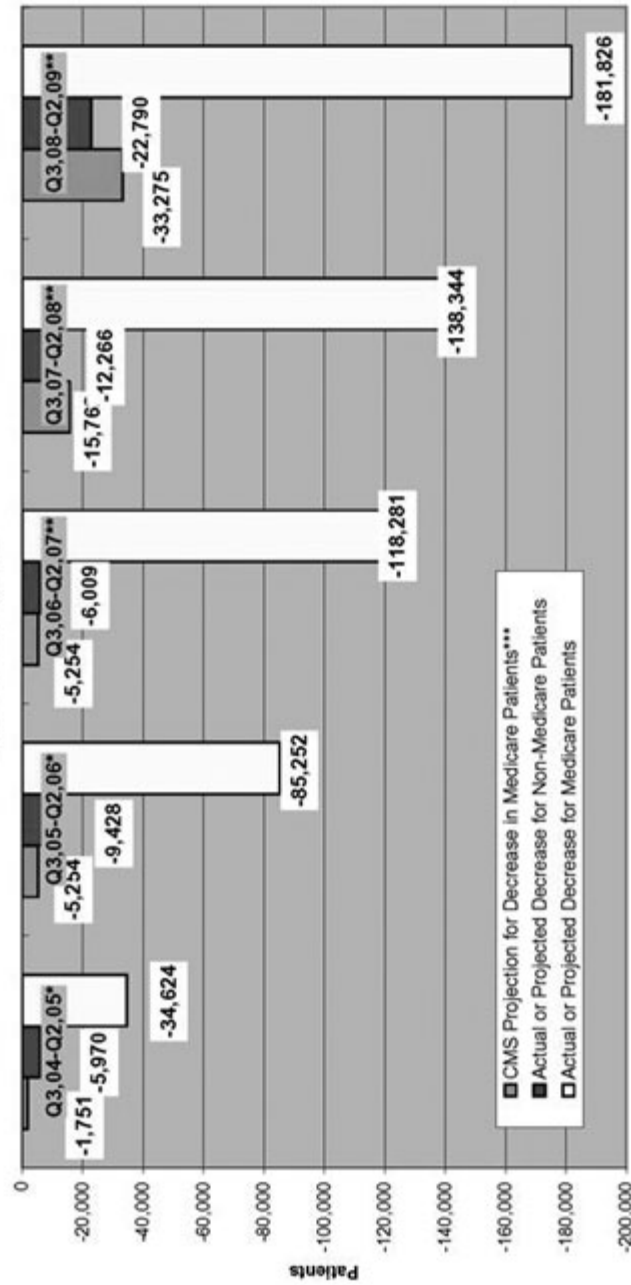 0
-20,000
-40,000
-60,000
-80,000
-100,000
-120,000
-140,000
-160,000
-180,000
-200,000
Patients
Q3,04-Q2,05*
-1,751
-5,970
-34,624
Q3,05-Q2,06*
-5,254
-9,428
-85,252
Q3,06-Q2,07**
-5,254
-6,009
-118,281
Q3,07-Q2,08**
-15,76
-12,266
-138,344
Q3,08-Q2,09**
-33,275
-22,790
-181,826
CMS Projection for Decrease in Medicare Patients***
Actual or Projected Decrease for Non-Medicare Patients
Actual or Projected Decrease for Medicare Patients